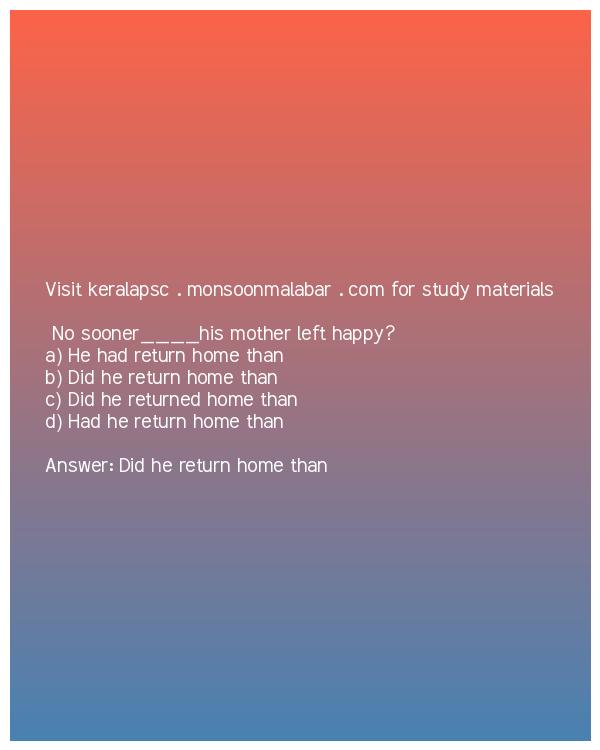 Visit keralapsc . monsoonmalabar . com for study materials
No sooner____his mother left happy?
a) He had return home than
b) Did he return home than
c) Did he returned home than
d) Had he return home than
Answer: Did he return home than